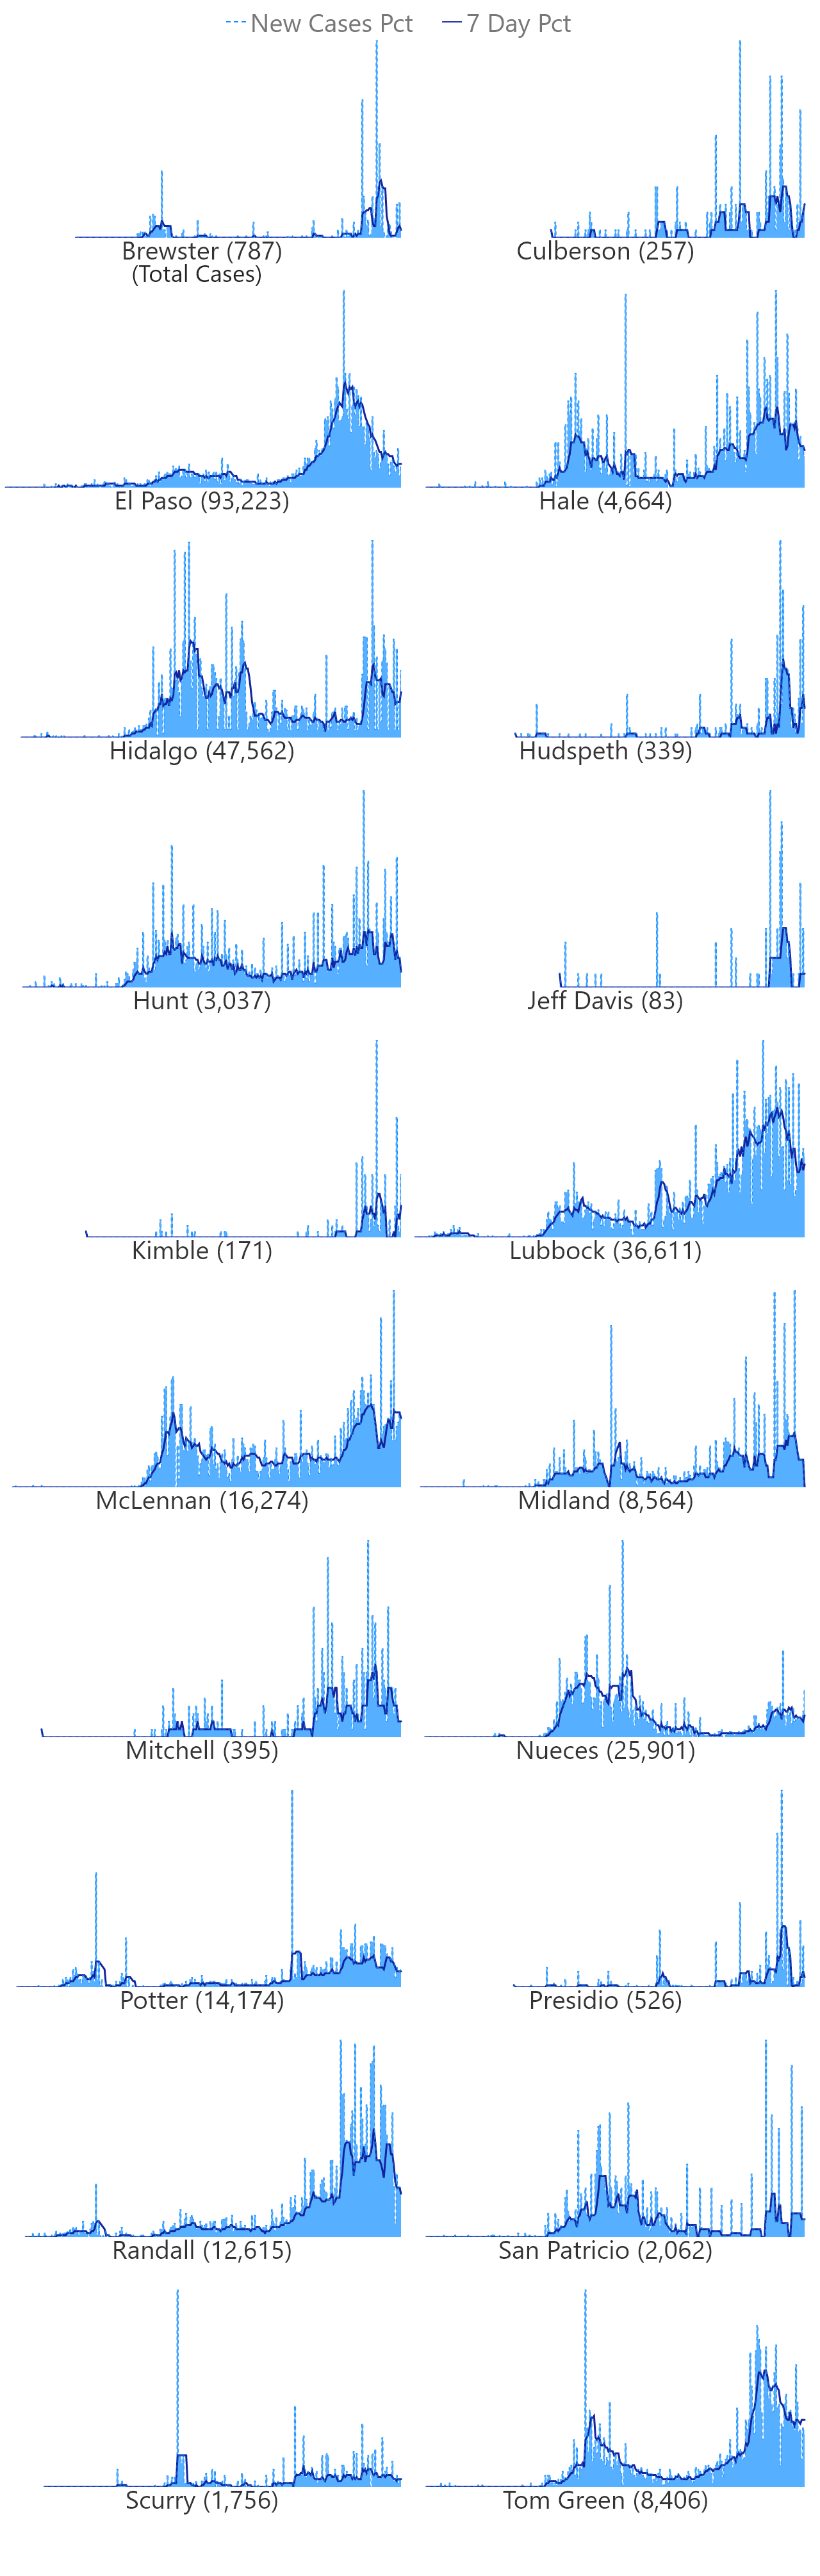 New Cases Pct 7 Day Pct
Brewster (787) Culberson (257)
(Total Cases)
El Paso (93,223) Hale (4,664)
Hidalgo (47,562) Hudspeth (339)
Hunt (3,037) Jeff Davis (83)
Kimble (171) Lubbock (36,611)
McLennan (16,274) Midland (8,564)
Mitchell (395) Nueces (25,901)
Potter (14,174) Presidio (526)
Randall (12,615) San Patricio (2,062)
Scurry (1,756) Tom Green (8,406)